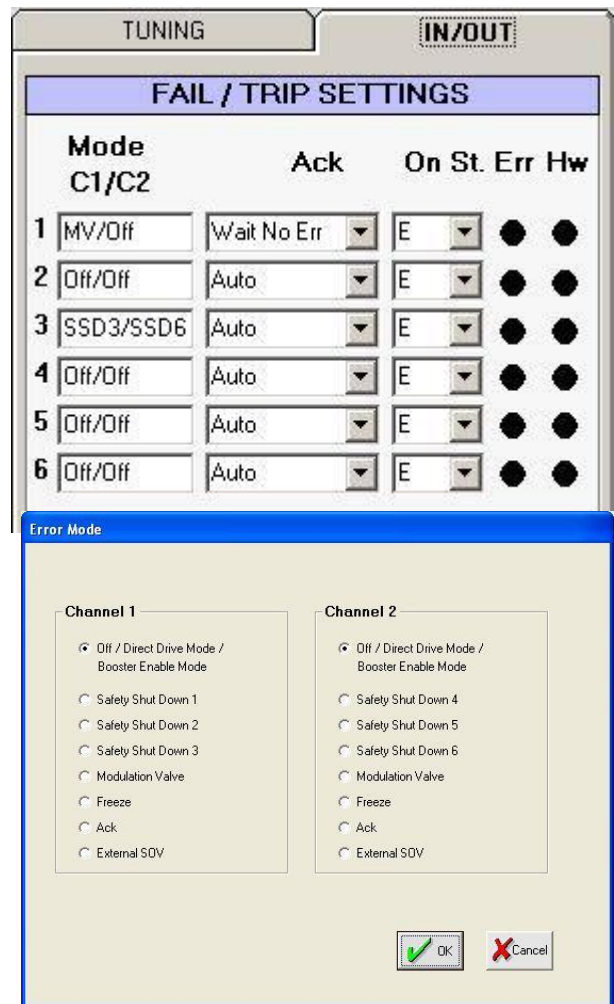 TUNING IN/OUT
FAIL / TRIP SETTINGS
Mode
C1/C2 Ack On St. Err Hw
1 MV/Off Wait No Err E
2 Off/Off Auto E
3 SSD3/SSD6 Auto E
4 Off/Off Auto E
5 Off/Off Auto E
6 Off/Off Auto E
Error Mode
Channel 1
Off / Direct Drive Mode /
Booster Enable Mode
Safety Shut Down 1
Safety Shut Down 2
Safety Shut Down 3
Modulation Valve
Freeze
Ack
External SOV
Channel 2
Off / Direct Drive Mode /
Booster Enable Mode
Safety Shut Down 4
Safety Shut Down 5
Safety Shut Down 6
Modulation Valve
Freeze
Ack
External SOV
OK Cancel